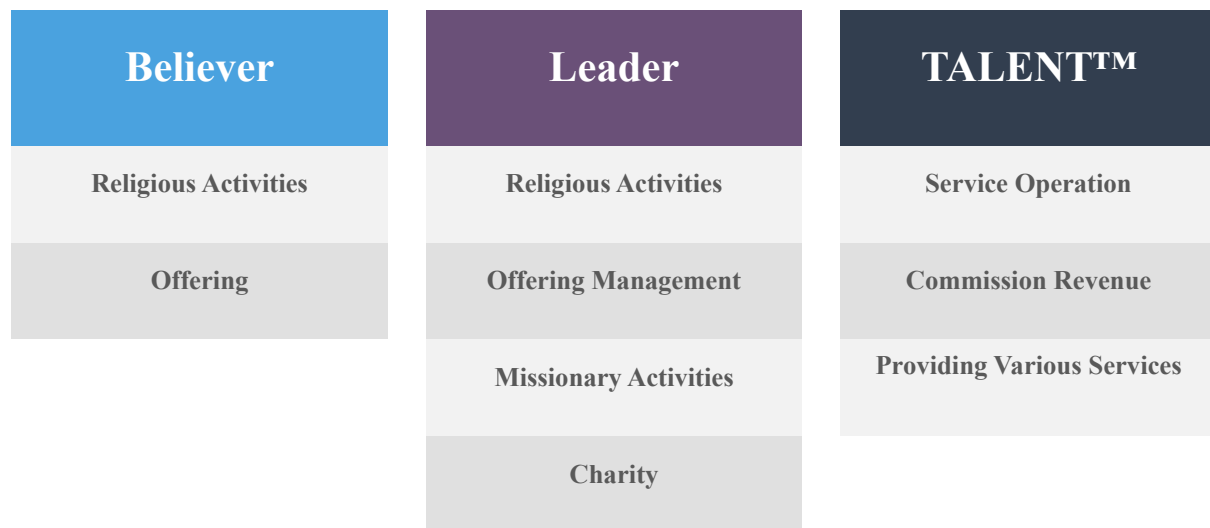 Believer
Religious Activities
Offering
Leader
Religious Activities
Offering Management
Missionary Activities
Charity
TALENT™
Service Operation
Commission Revenue
Providing Various Services